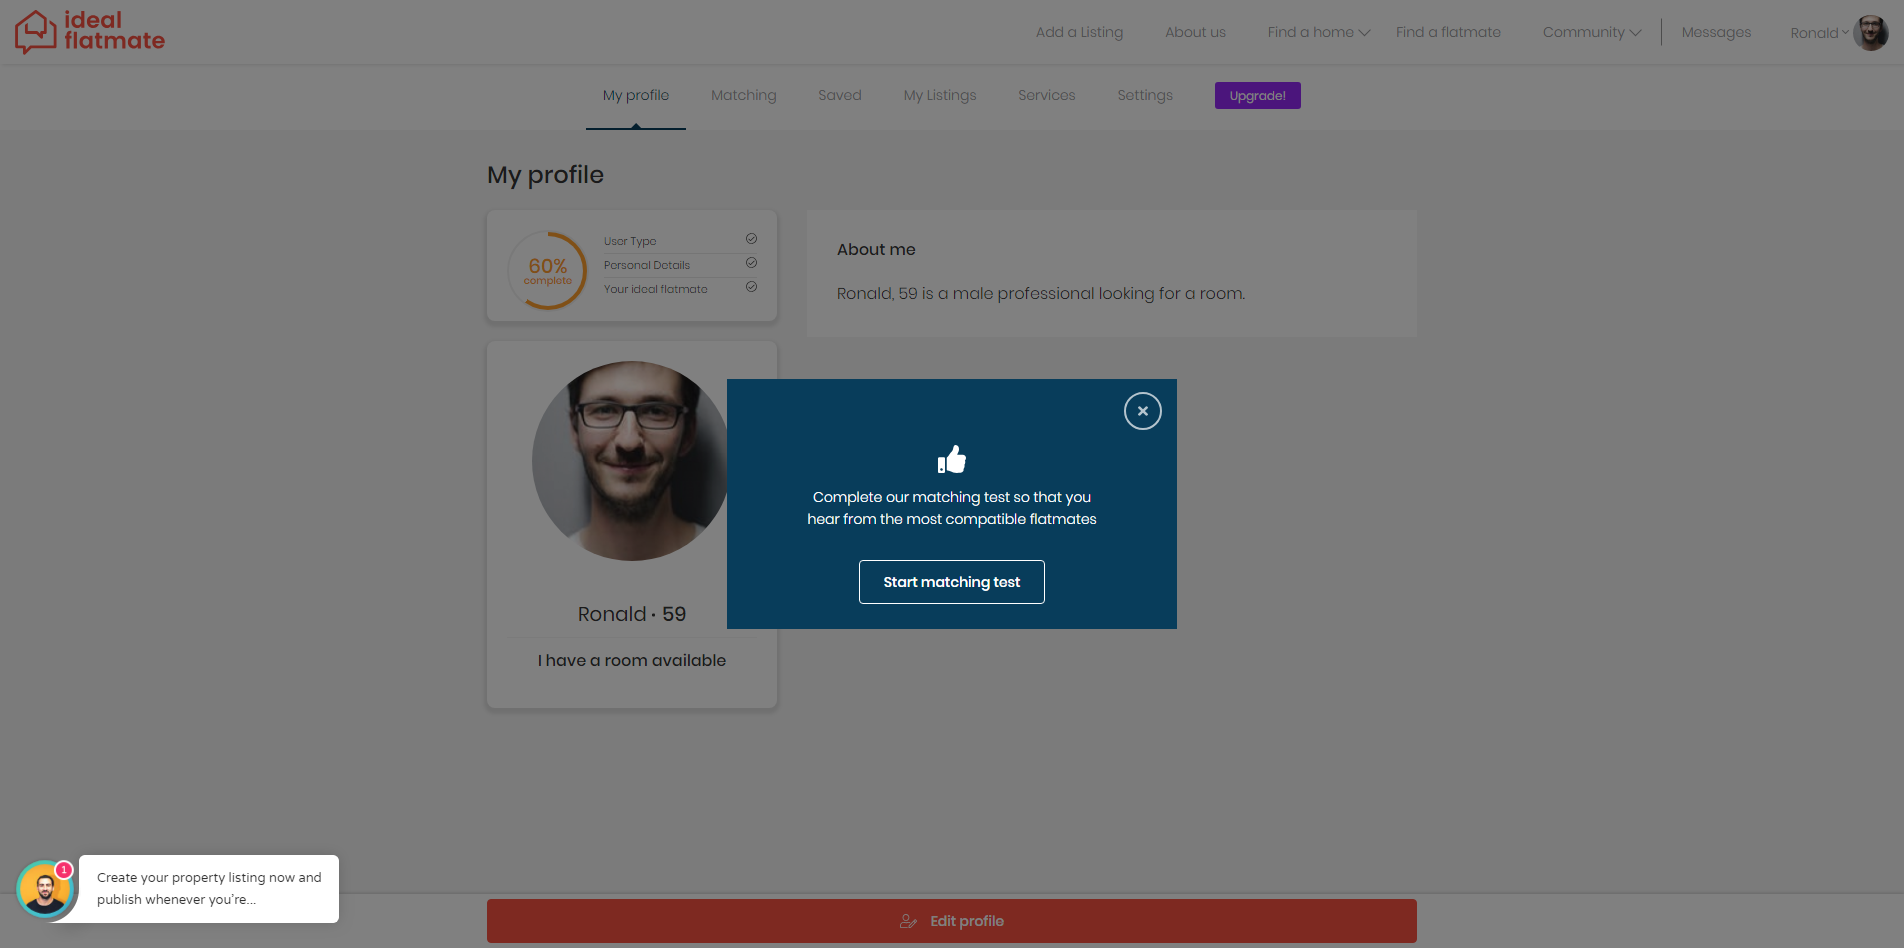 ideal
flatmate
Add a Listing
About us
Find a home
Find a flatmate
Community
Messages
Ronald
My profile
Matching
Saved
My Listings
Services
Settings
Upgrade!
My profile
60%
complete
User Type
Personal Details
Your ideal flatmate
About me
Ronald, 59 is a male professional looking for a room.
Complete our matching test so that you
hear from the most compatible flatmates
Start matching test
Ronald · 59
I have a room available
1
Create your property listing now and
publish whenever you're...
Edit profile